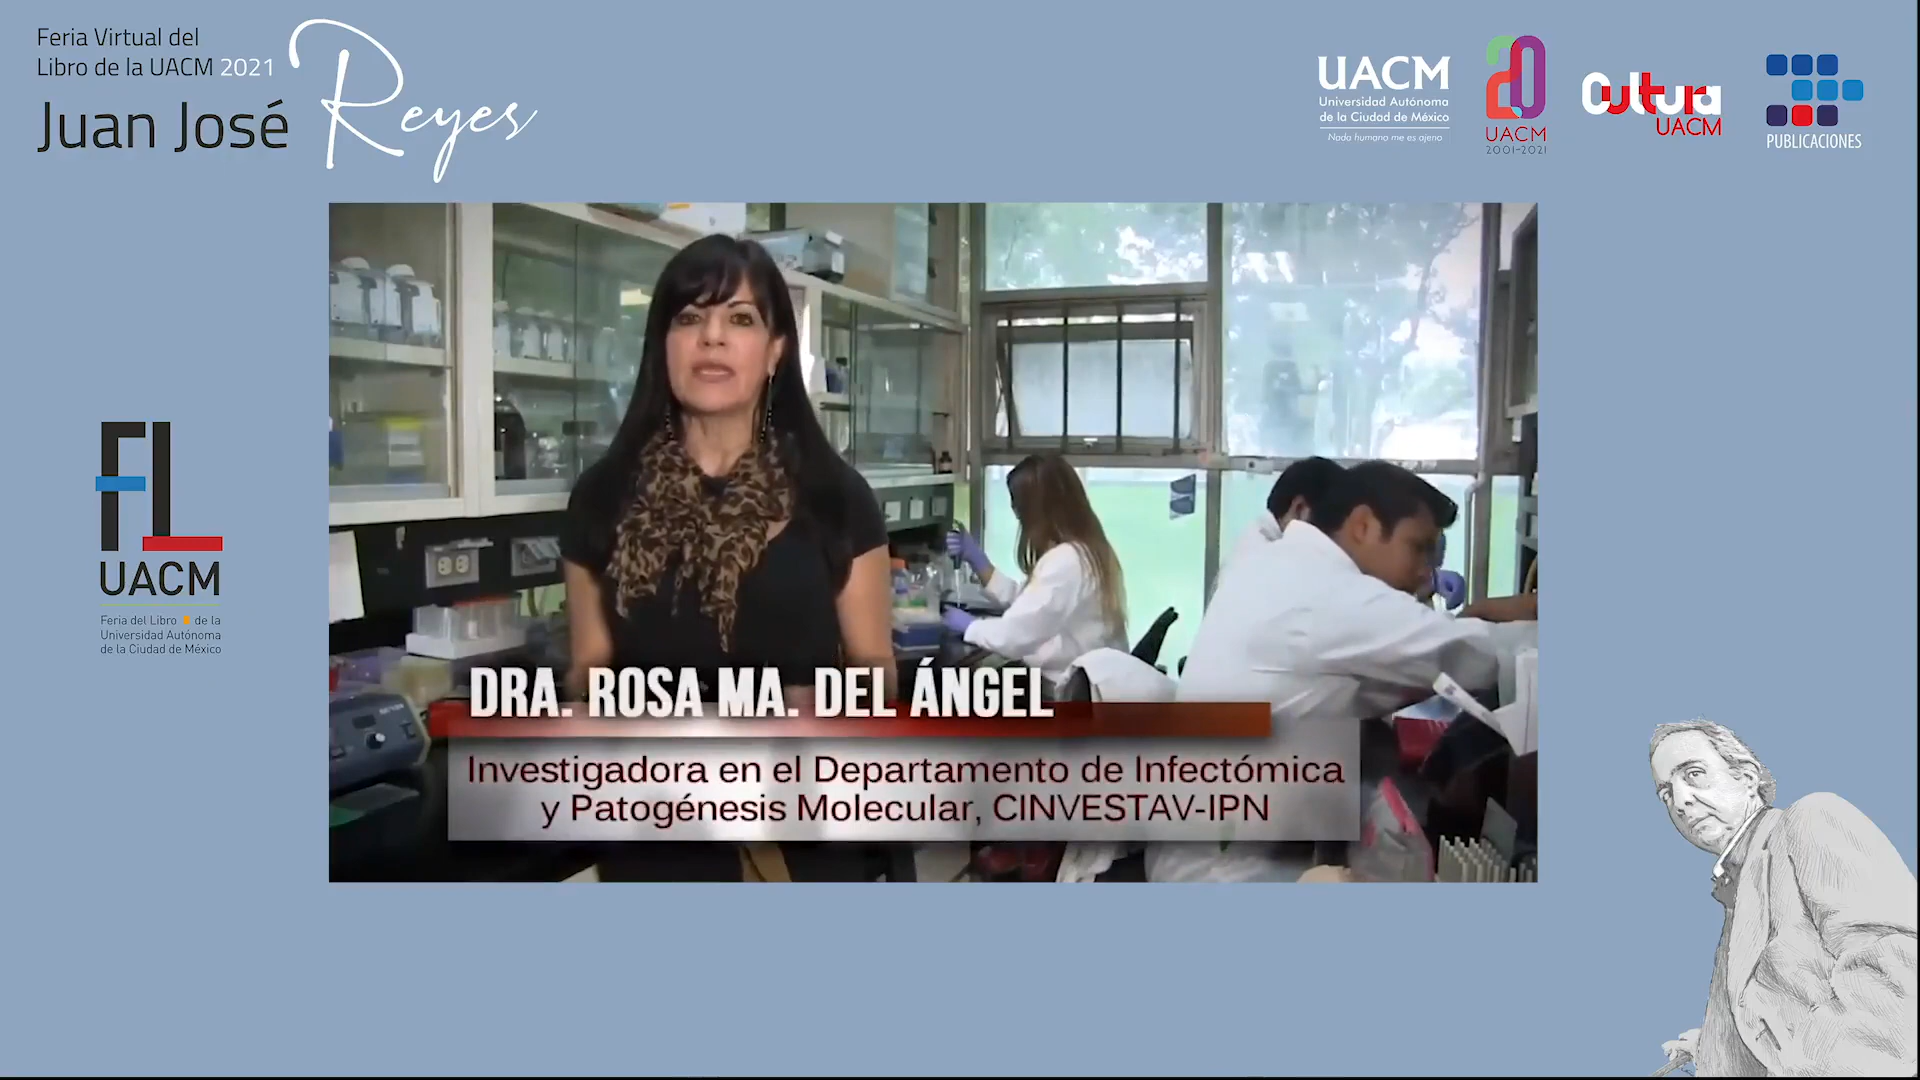 Feria Virtual del
Libro de la UACM 2021
Juan José Reyes
UACM
Universidad Autónoma
de la Ciudad de México
Nada humano me es ajeno
20
UACM
2001-2021
Cultura
UACM
PUBLICACIONES
FL
UACM
Feria del Libro de la
Universidad Autónoma
de la Ciudad de México
DRA. ROSA MA. DEL ÁNGEL
Investigadora en el Departamento de Infectómica
y Patogénesis Molecular, CINVESTAV-IPN